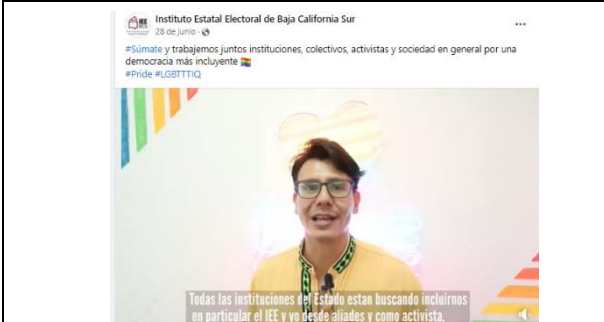 Instituto Estatal Electoral de Baja California Sur
28 de junio
#Súmate y trabajemos juntos instituciones, colectivos, activistas y sociedad en general por una
democracia más incluyente
#Pride #LGBTTTIQ
Todas las instituciones del Estado estan buscando incluirnos
en particular el IEE y yo desde aliades y como activista,